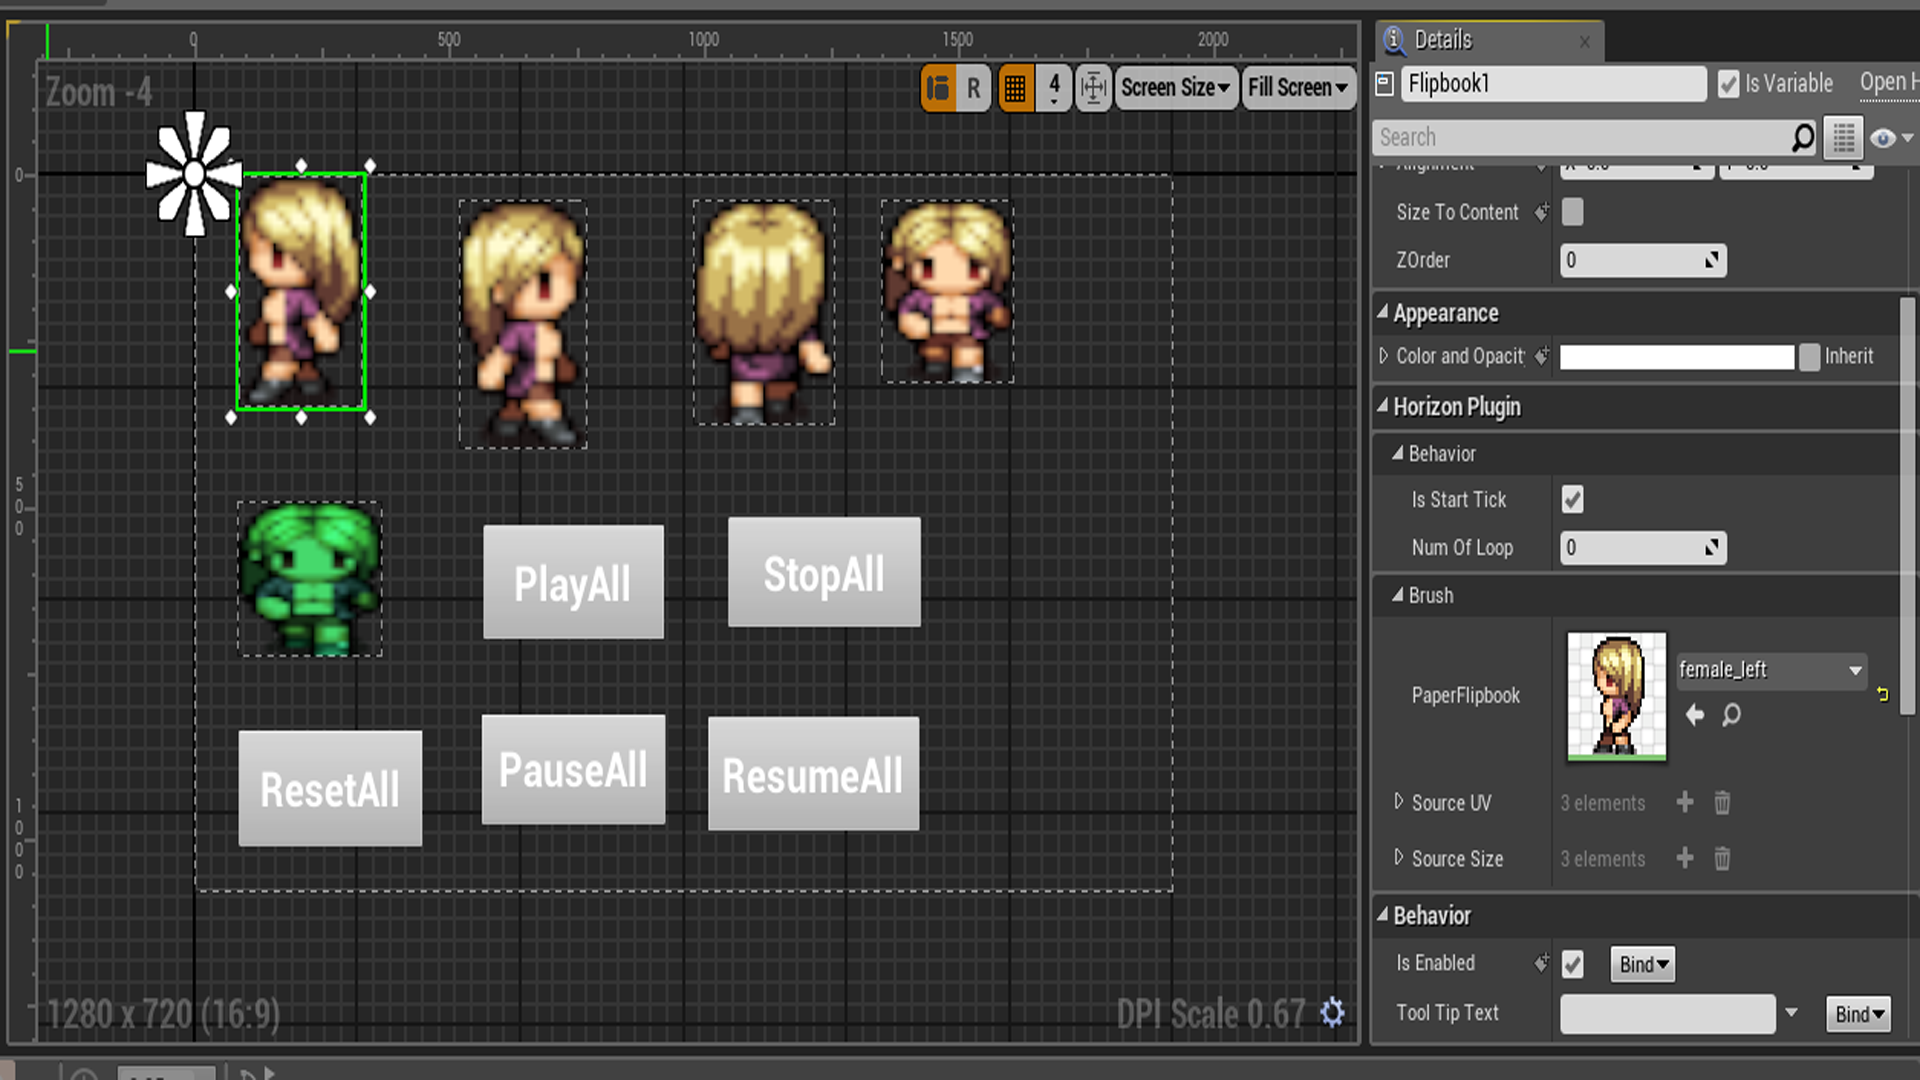 0 500 1000 1500 2000
Zoom -4
R
4
Screen Size
Fill Screen
0
500
1000
PlayAll
StopAll
ResetAll
PauseAll
ResumeAll
1280 x 720 (16:9)
DPI Scale 0.67
Details
Flipbook1
Is Variable
Open H
Search
Alignment
Size To Content
ZOrder
0
Appearance
Color and Opacit
Inherit
Horizon Plugin
Behavior
Is Start Tick
Num Of Loop
0
Brush
PaperFlipbook
female_left
Source UV
3 elements
Source Size
3 elements
Behavior
Is Enabled
Bind
Tool Tip Text
Bind